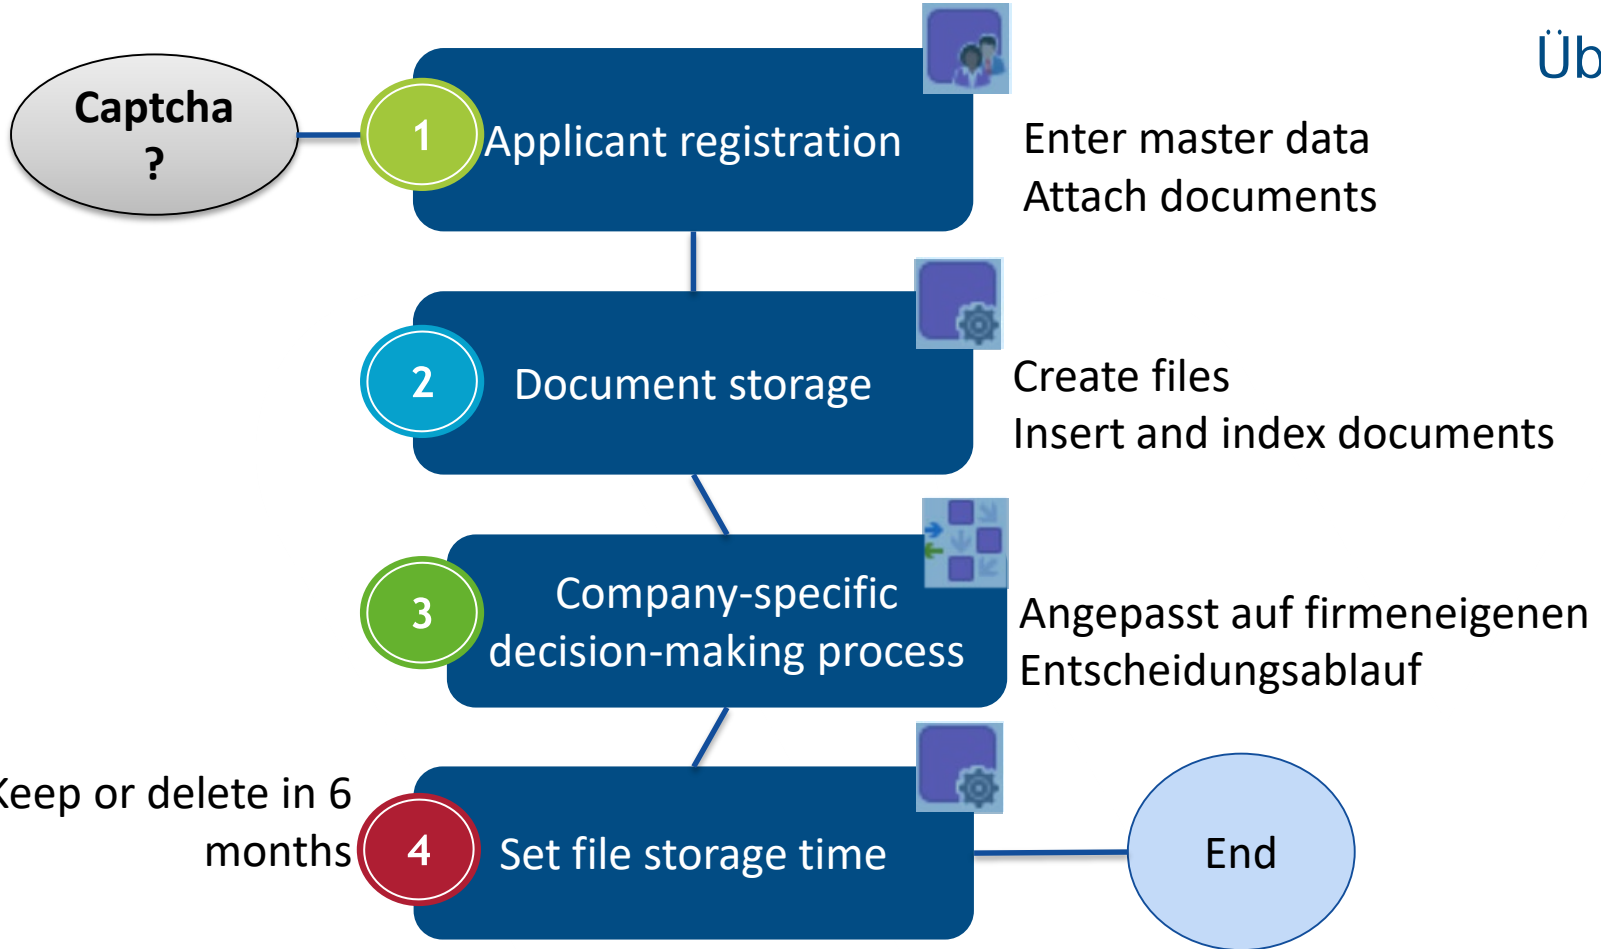 Üb
Captcha
?
1
Applicant registration
Enter master data
Attach documents
2
Document storage
Create files
Insert and index documents
3
Company-specific
decision-making process
Angepasst auf firmeneigenen
Entscheidungsablauf
Keep or delete in 6
months
4
Set file storage time
End